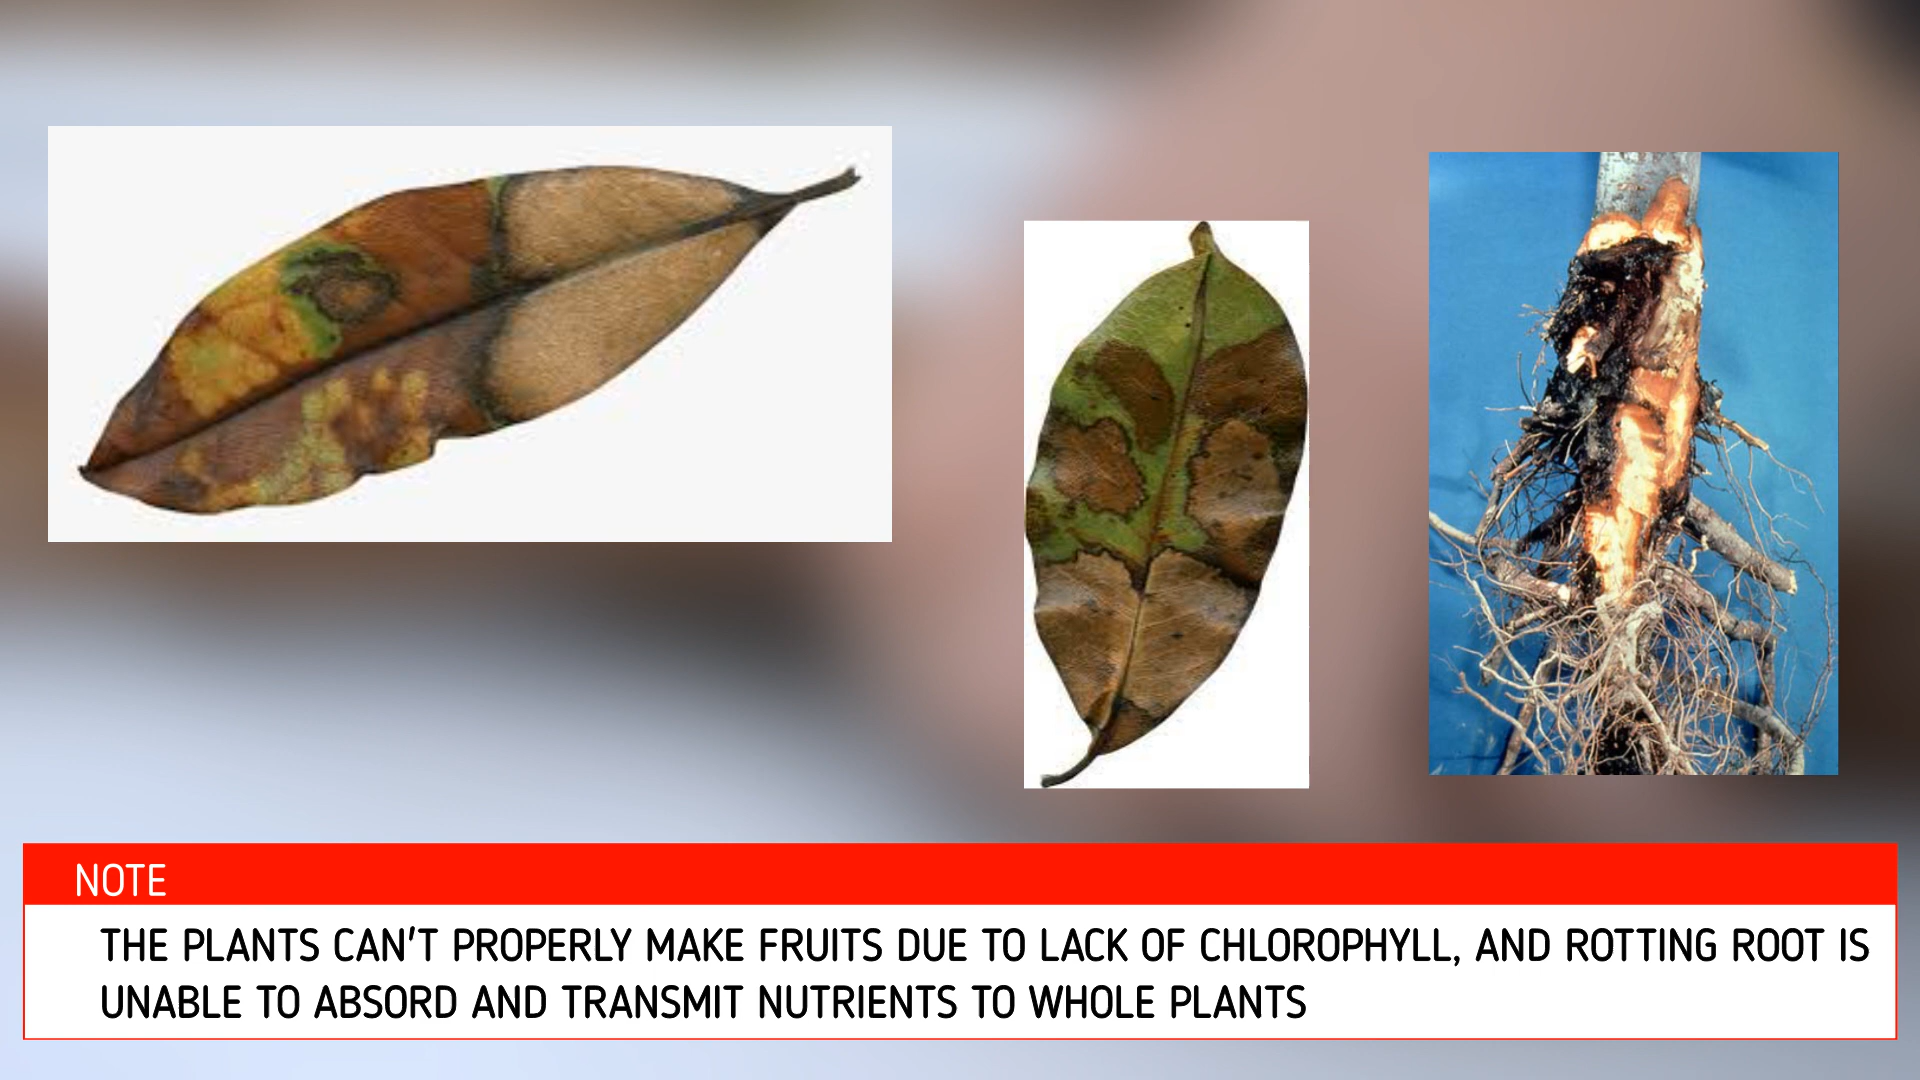 NOTE
THE PLANTS CAN'T PROPERLY MAKE FRUITS DUE TO LACK OF CHLOROPHYLL, AND ROTTING ROOT IS
UNABLE TO ABSORD AND TRANSMIT NUTRIENTS TO WHOLE PLANTS